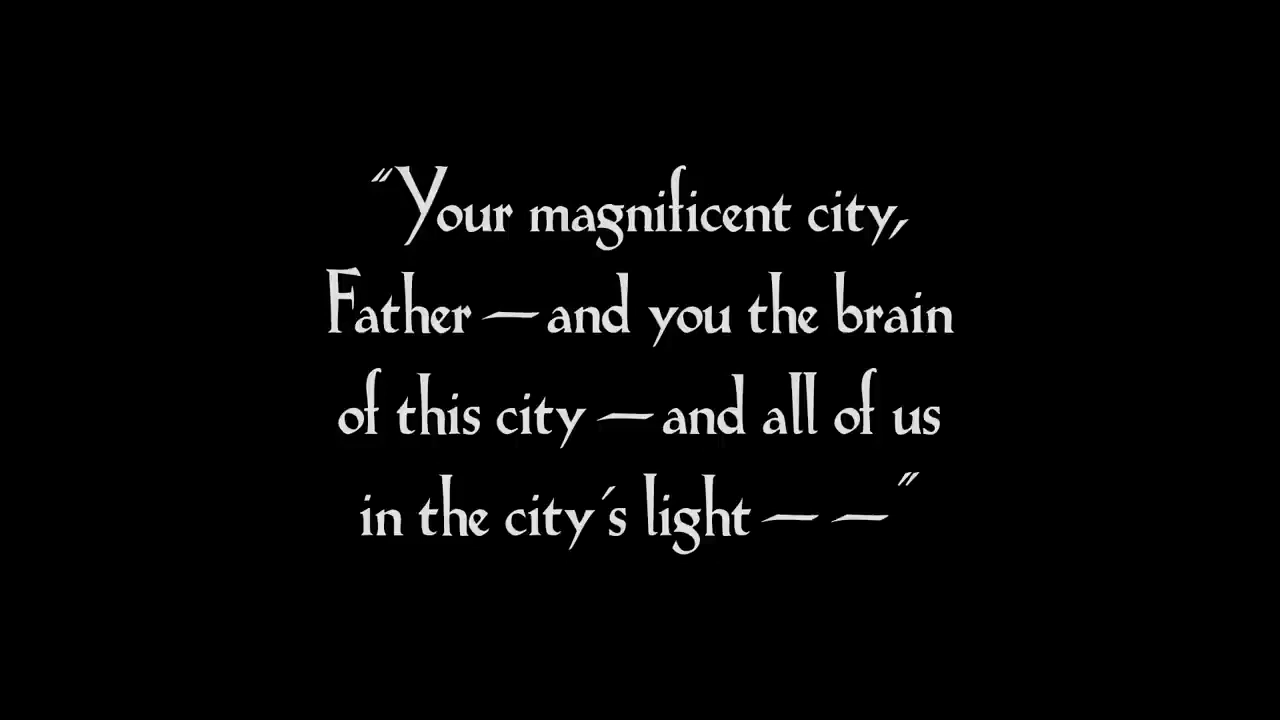 "Your magnificent city,
Father — and you the brain
of this city — and all of us
in the city's light — — "